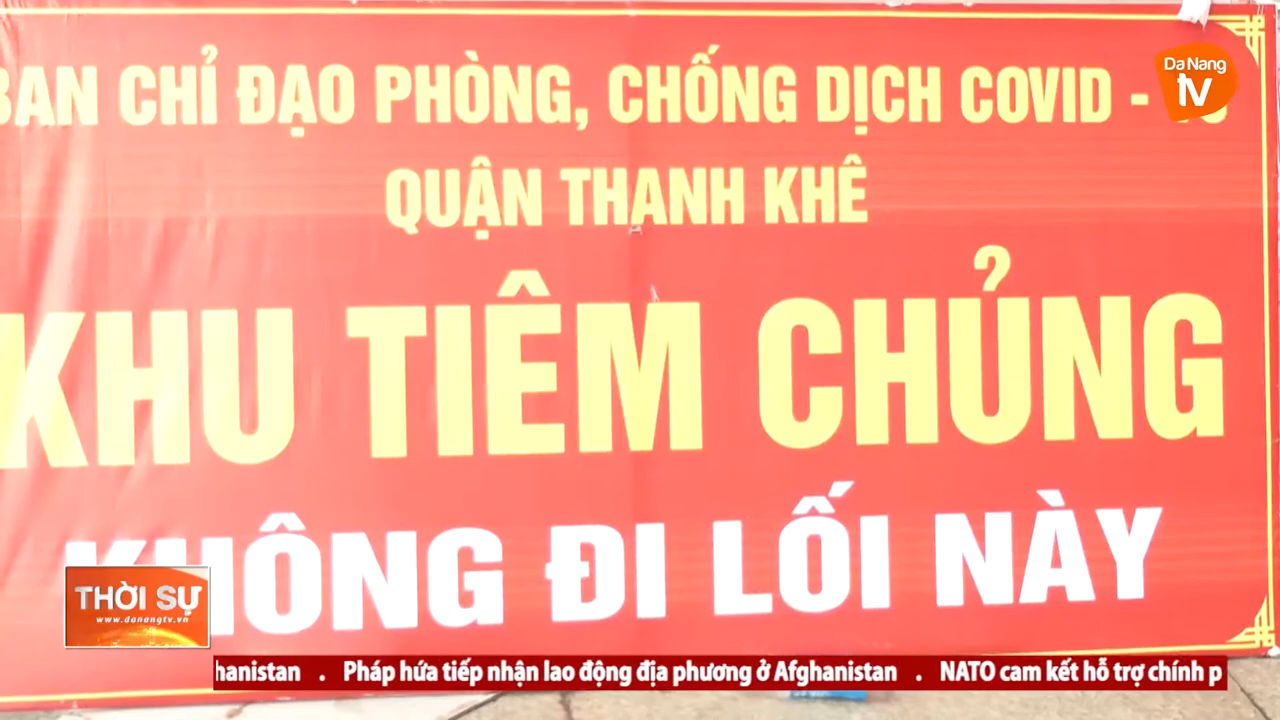 BAN CHỈ ĐẠO PHÒNG, CHỐNG DỊCH COVID -
Da Nang
tv
QUẬN THANH KHÊ
KHU TIÊM CHỦNG
KHÔNG ĐI LỐI NÀY
THỜI SỰ
www.danangtv.vn
hanistan . Pháp hứa tiếp nhận lao động địa phương ở Afghanistan . NATO cam kết hỗ trợ chính p